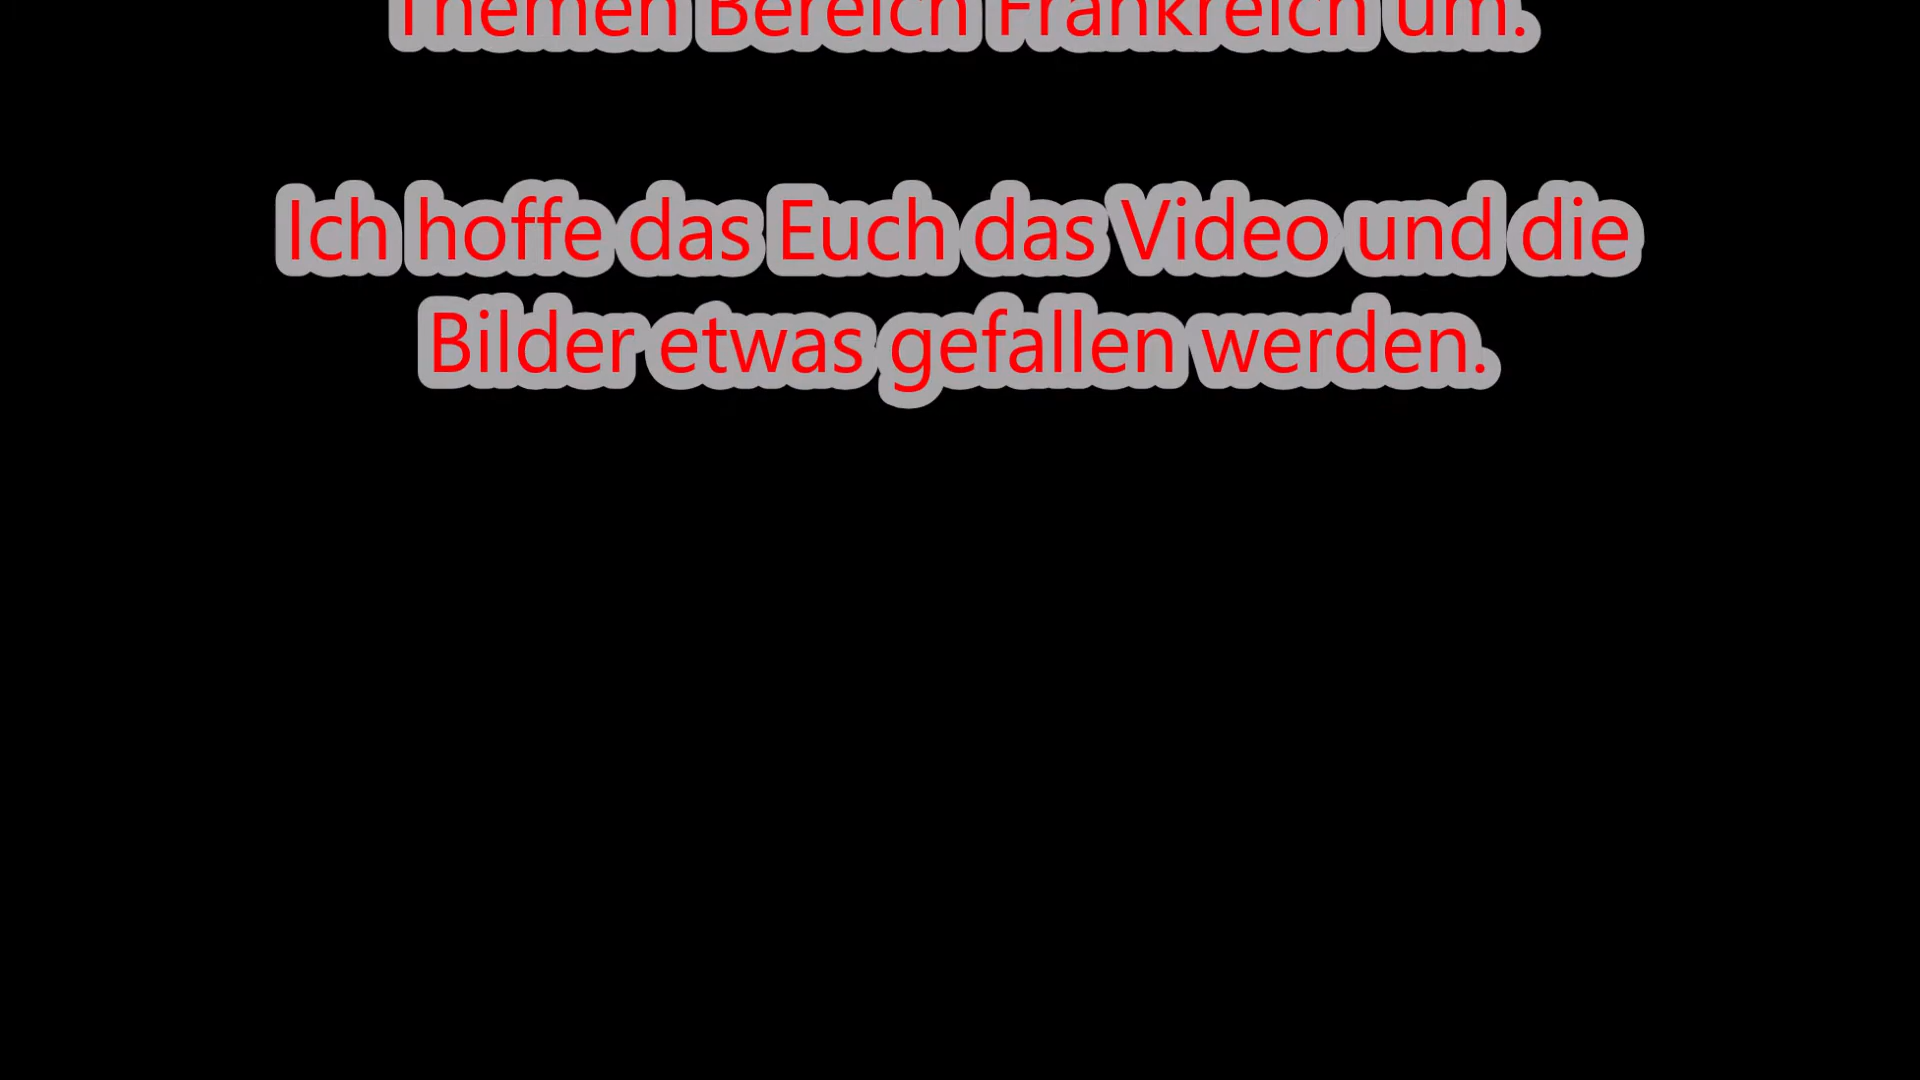 Themen Bereich Frankreich um.
Ich hoffe das Euch das Video und die
Bilder etwas gefallen werden.